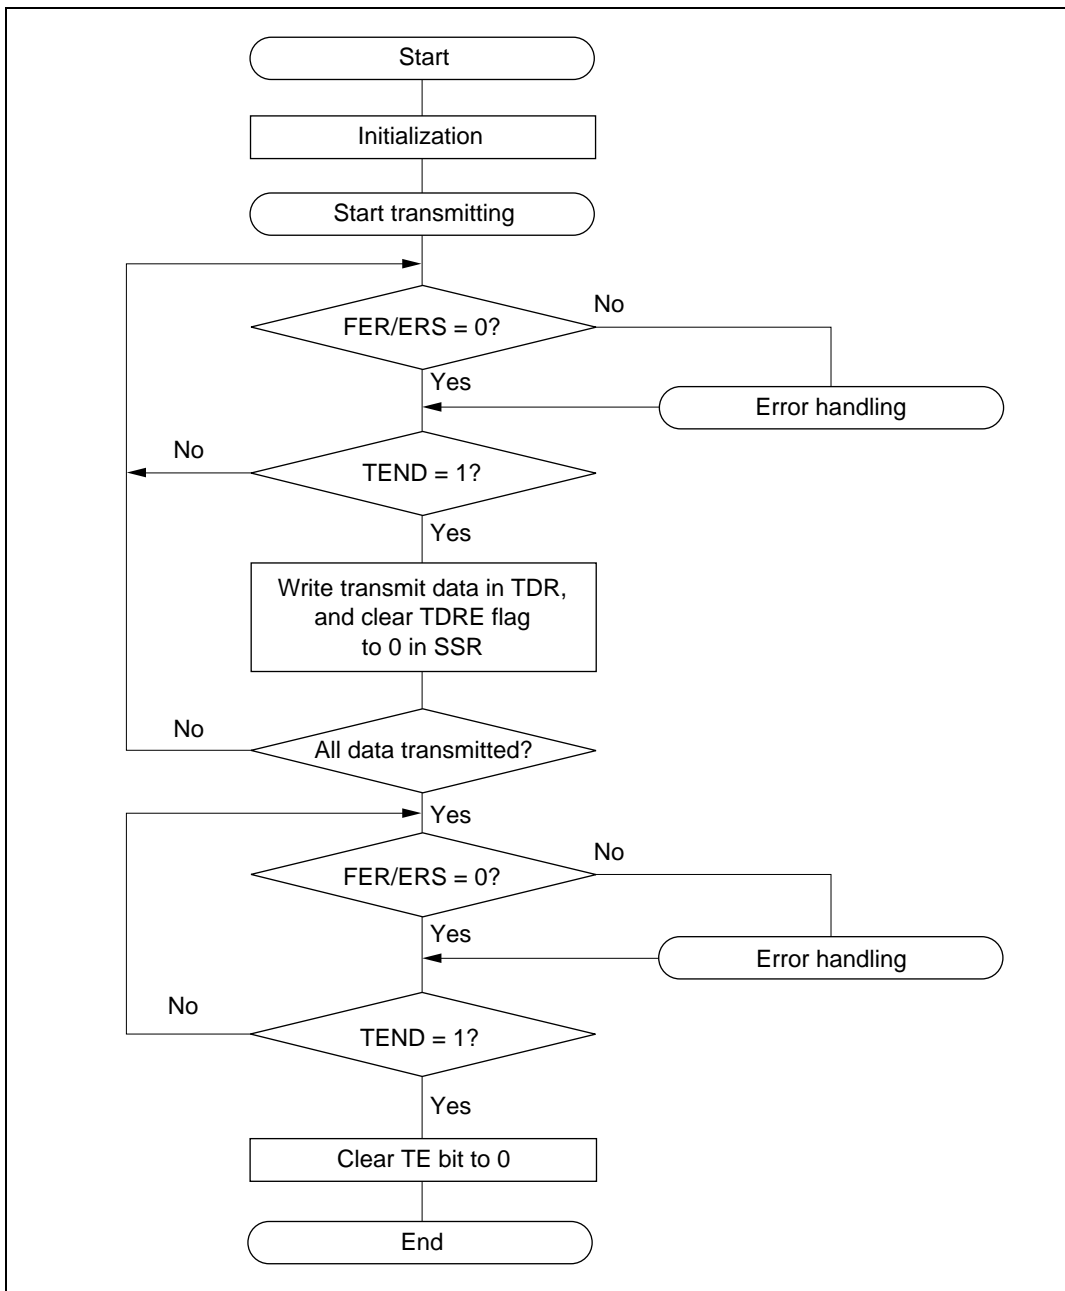 Start
Initialization
Start transmitting
FER/ERS = 0?
No
Yes
Error handling
No
TEND = 1?
Yes
Write transmit data in TDR,
and clear TDRE flag
to 0 in SSR
No
All data transmitted?
Yes
FER/ERS = 0?
No
Yes
Error handling
No
TEND = 1?
Yes
Clear TE bit to 0
End